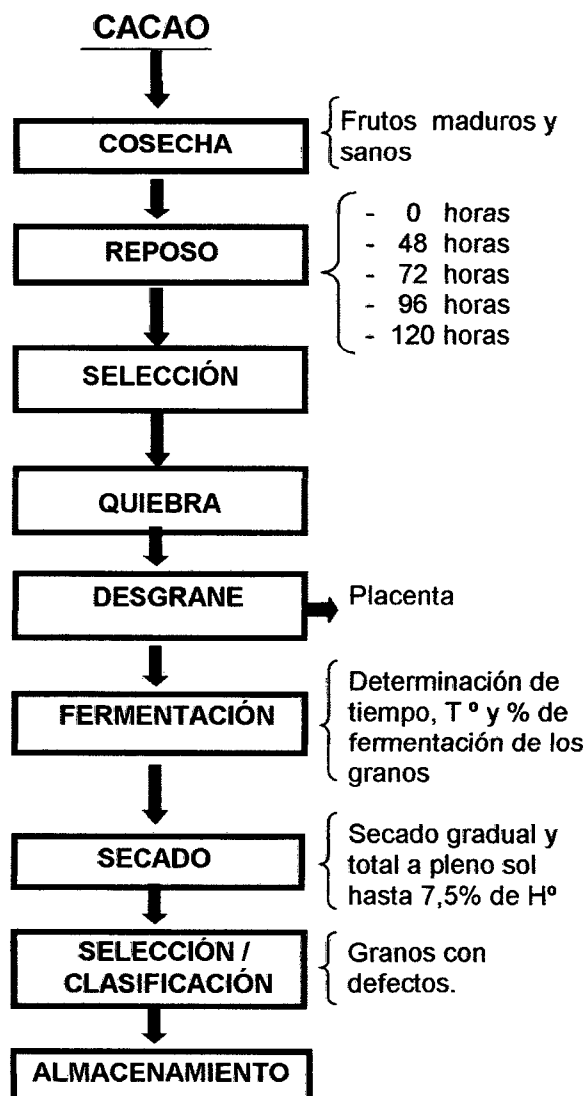 CACAO
COSECHA
Frutos maduros y
sanos
REPOSO
- 0 horas
- 48 horas
- 72 horas
- 96 horas
- 120 horas
SELECCIÓN
QUIEBRA
DESGRANE
Placenta
FERMENTACIÓN
Determinación de
tiempo, T º y % de
fermentación de los
granos
SECADO
Secado gradual y
total a pleno sol
hasta 7,5% de Hº
SELECCIÓN /
CLASIFICACIÓN
Granos con
defectos.
ALMACENAMIENTO